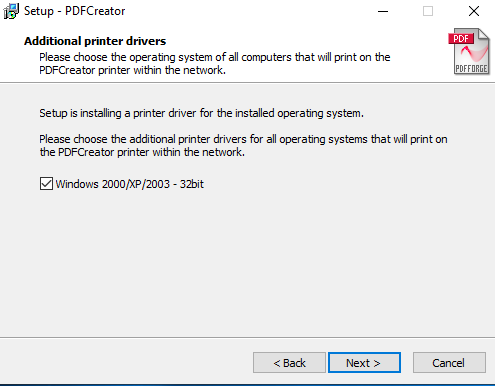 Setup - PDFCreator
Additional printer drivers
Please choose the operating system of all computers that will print on the
PDFCreator printer within the network.
PDF
PDFFORGE
Setup is installing a printer driver for the installed operating system.
Please choose the additional printer drivers for all operating systems that will print on
the PDFCreator printer within the network.
Windows 2000/XP/2003 - 32bit
< Back
Next >
Cancel